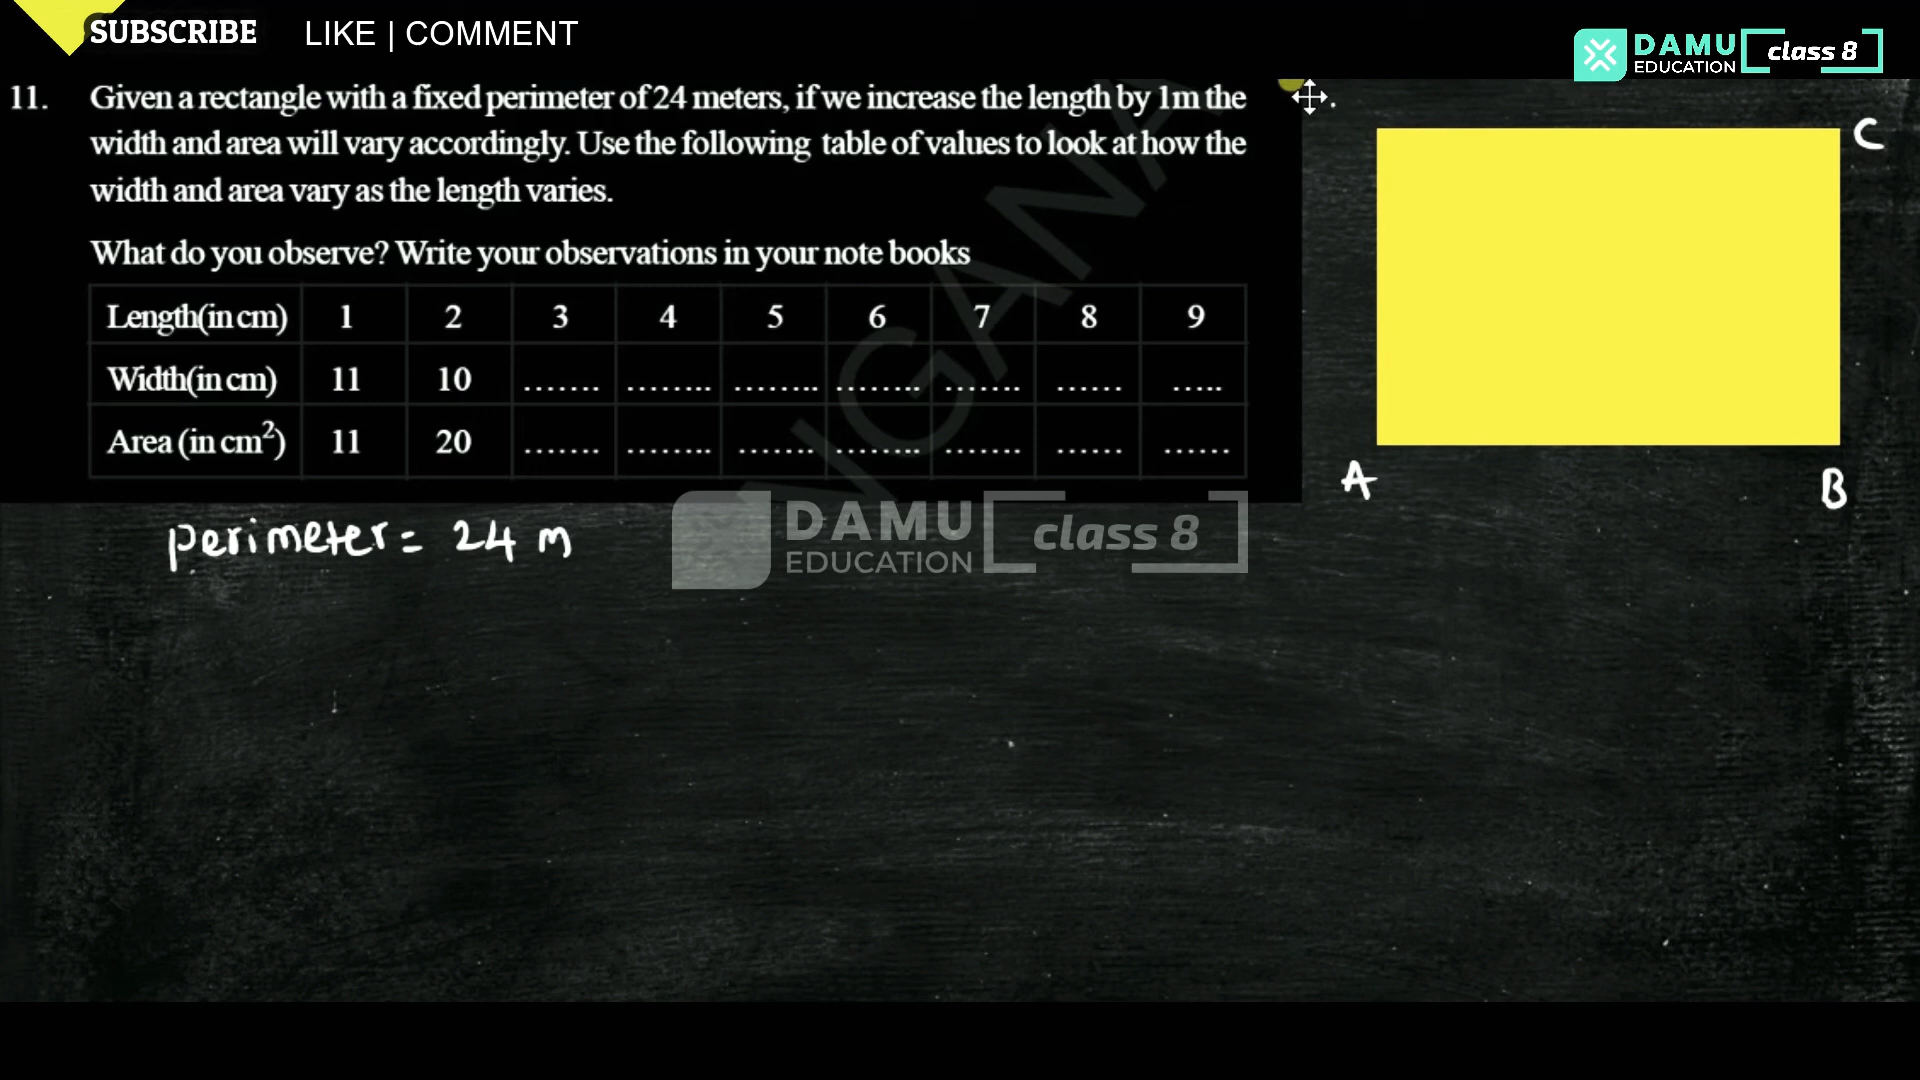 SUBSCRIBE LIKE | COMMENT
DAMU EDUCATION class 8
11. Given a rectangle with a fixed perimeter of 24 meters, if we increase the length by 1m the
width and area will vary accordingly. Use the following table of values to look at how the
width and area vary as the length varies.
What do you observe? Write your observations in your note books
Length(in cm) 1 2 3 4 5 6 7 8 9
Width(in cm) 11 10 ....... ........ ........ ........ ....... ...... .....
Area (in cm²) 11 20 ....... ........ ....... ........ ....... ...... ......
C
A
B
perimeter = 24 m
DAMU EDUCATION class 8